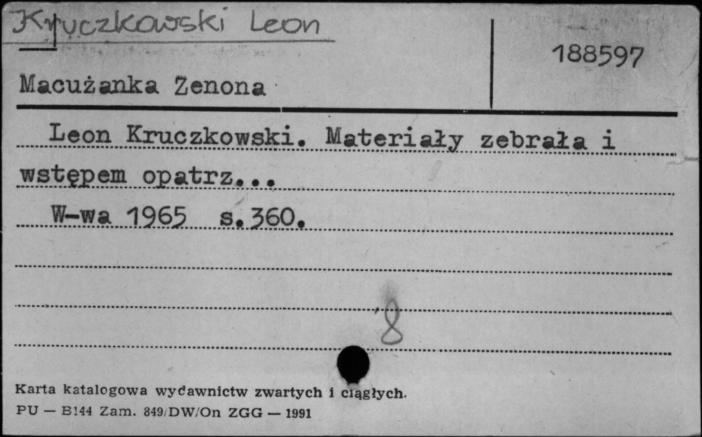 Kruczkowski Leon
188597
Macużanka Zenona
Leon Kruczkowski. Materiały zebrała i
wstępem opatrz...
W-wa 1965 s. 360.
8
Karta katalogowa wydawnictw zwartych i ciągłych.
PU — B144 Zam. 849/DW/On ZGG — 1991